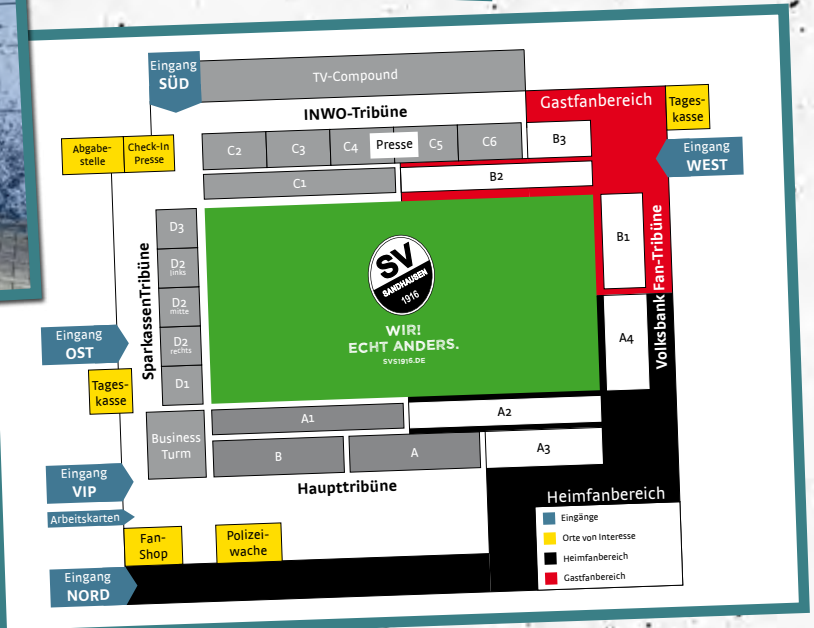 Eingang
SÜD
TV-Compound
INWO-Tribüne
Gastfanbereich
Tages-
kasse
Abgabe-
stelle
Check-In
Presse
C2
C3
C4
Presse
C5
C6
B3
Eingang
WEST
C1
B2
D3
D2
links
D2
mitte
D2
rechts
D1
SparkassenTribüne
SV
SANDHAUSEN
1916
WIR!
ECHT ANDERS.
SVS1916.DE
B1
A4
Volksbank Fan-Tribüne
Eingang
OST
Tages-
kasse
Business
Turm
A1
A2
B
A
A3
Haupttribüne
Eingang
VIP
Arbeitskarten
Fan-
Shop
Polizei-
wache
Eingang
NORD
Heimfanbereich
Eingänge
Orte von Interesse
Heimfanbereich
Gastfanbereich